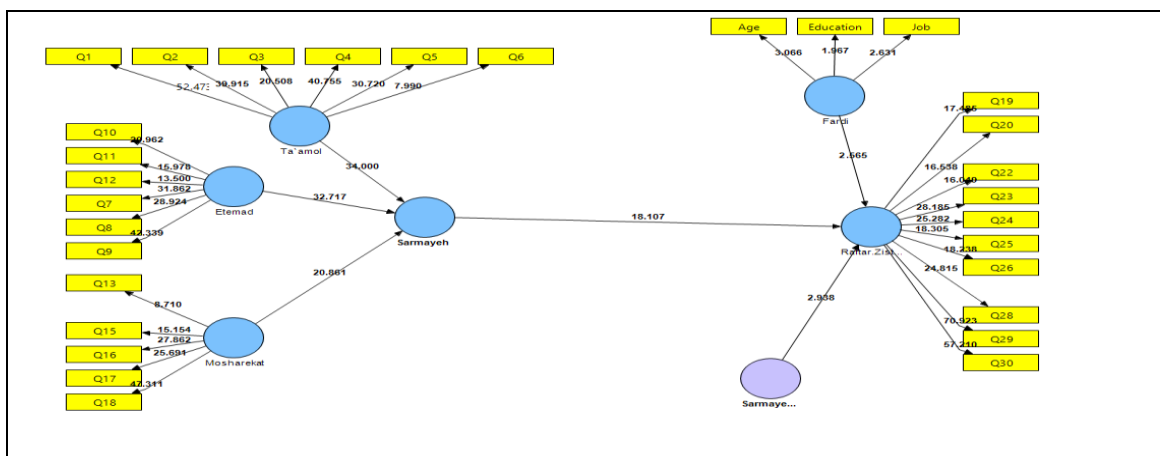 Age Education Job
3.066 1.967 2.631
Fardi
2.565
Q1 Q2 Q3 Q4 Q5 Q6
52.473 39.915 20.508 40.755 30.720 7.990
Ta'amol
34.000
Q10
Q11
Q12
Q7
Q8
Q9
15.978
13.500
31.862
28.924
42.339
Etemad
32.717
Sarmayeh
18.107
Q13
Q15
Q16
Q17
Q18
8.710
15.154
27.862
25.691
47.311
Mosharekat
20.861
Q19
Q20
Q22
Q23
Q24
Q25
Q26
Q28
Q29
Q30
17.485
16.538
16.040
28.185
25.282
18.305
18.238
24.815
70.923
57.210
2.938
Sarmaye...